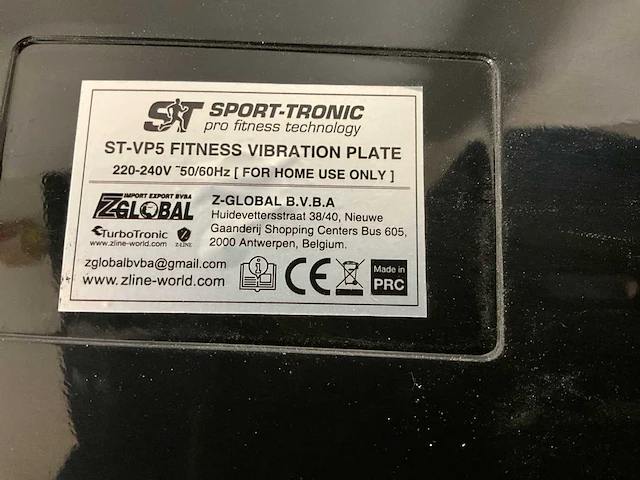 ST SPORT-TRONIC
pro fitness technology
ST-VP5 FITNESS VIBRATION PLATE
220-240V ~50/60Hz [ FOR HOME USE ONLY ]
IMPORT EXPORT BVBA
Z-GLOBAL
TurboTronic
www.zline-world.com Z-LINE
Z-GLOBAL B.V.B.A
Huidevettersstraat 38/40, Nieuwe
Gaanderij Shopping Centers Bus 605,
2000 Antwerpen, Belgium.
zglobalbvba@gmail.com
www.zline-world.com
CE
Made in
PRC